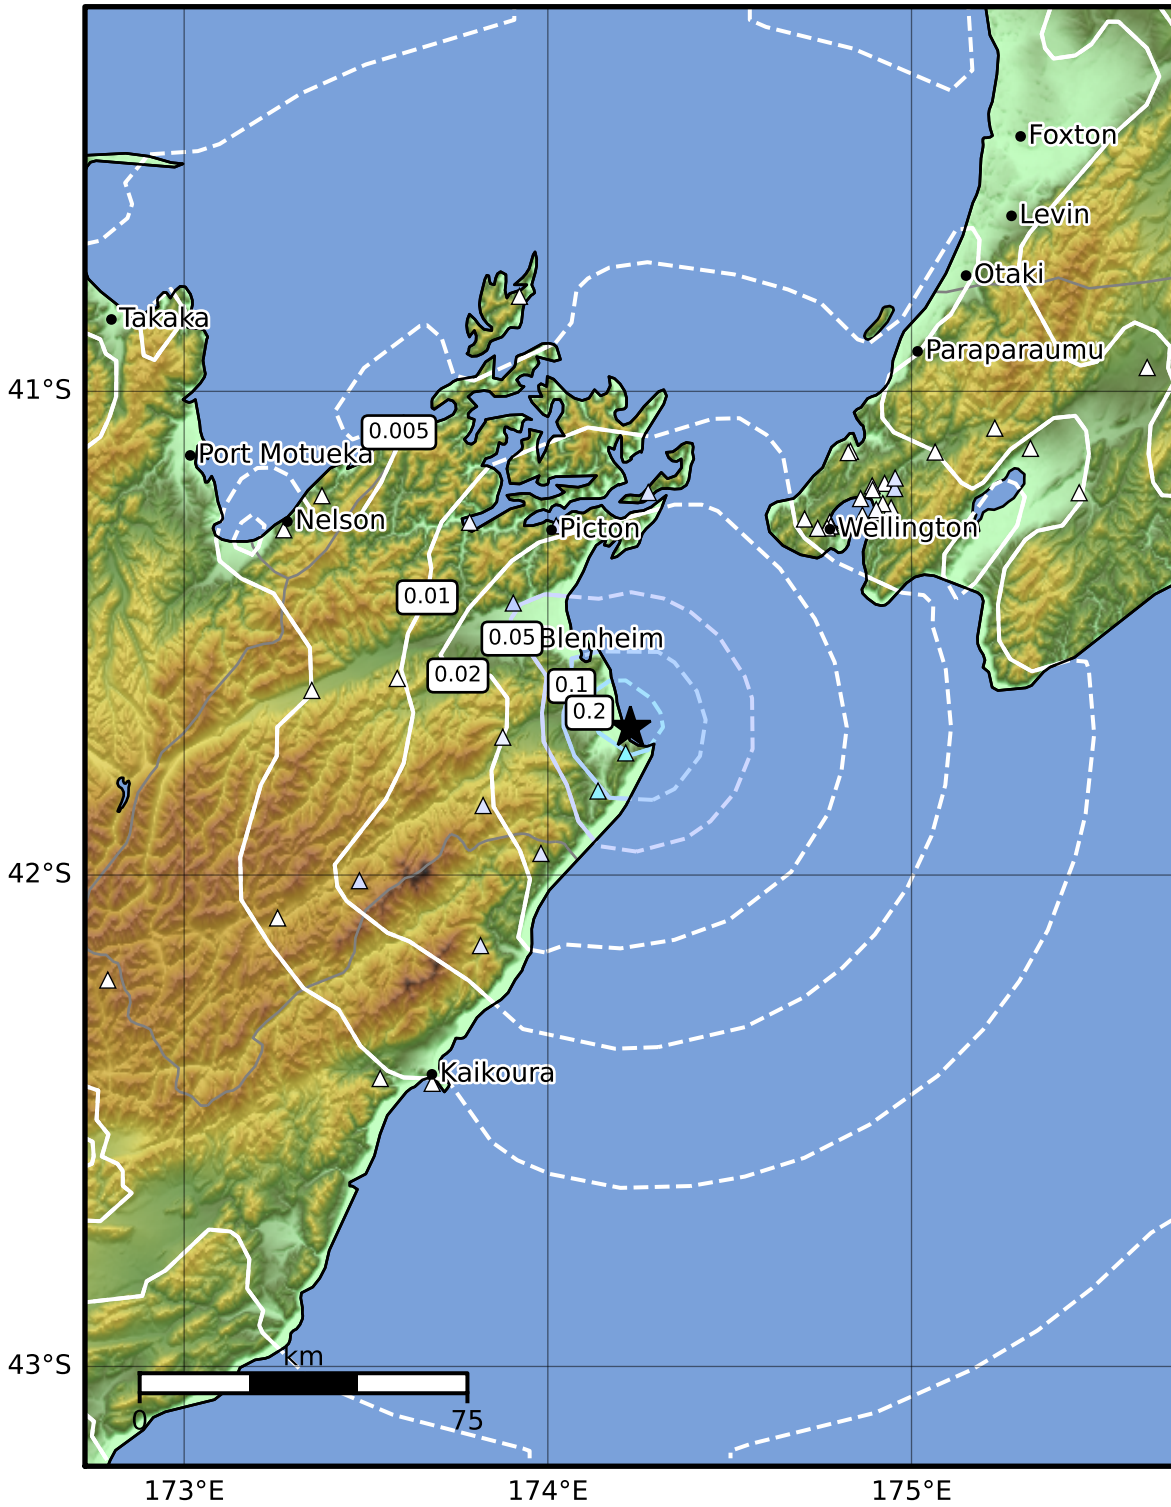 Foxton
Levin
Otaki
Takaka
Paraparaumu
41°S
0.005
Port Motueka
Nelson
Picton
Wellington
0.01
0.05
Blenheim
0.02
0.1
0.2
42°S
Kaikoura
43°S
km
0
75
173°E
174°E
175°E